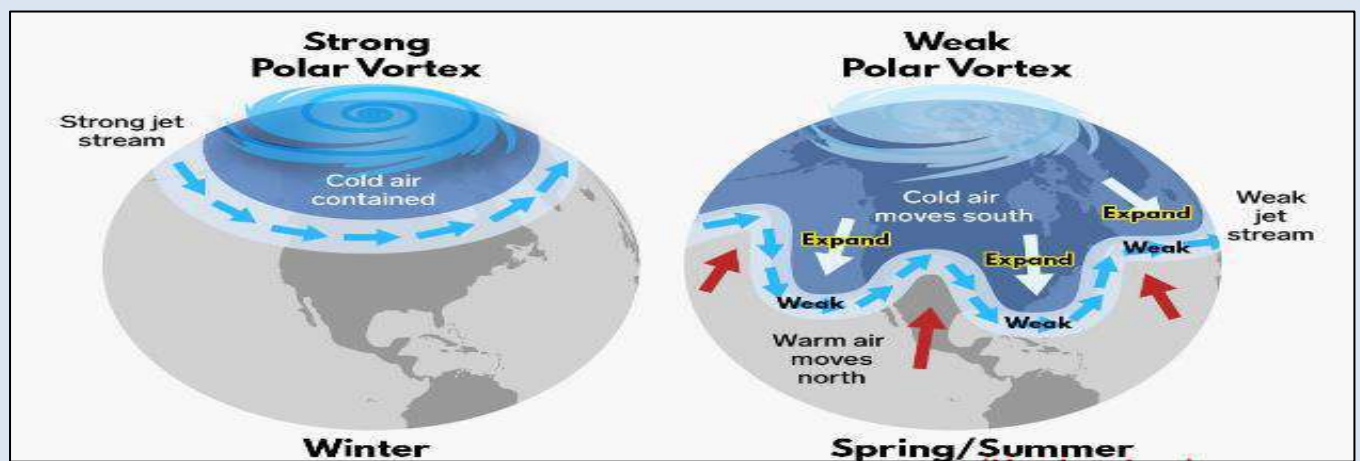 Strong
Polar Vortex
Strong jet
stream
Cold air
contained
Winter
Weak
Polar Vortex
Cold air
moves south
Expand
Expand
Expand
Weak
Weak
Weak
Weak
jet
stream
Warm air
moves
north
Spring/Summer